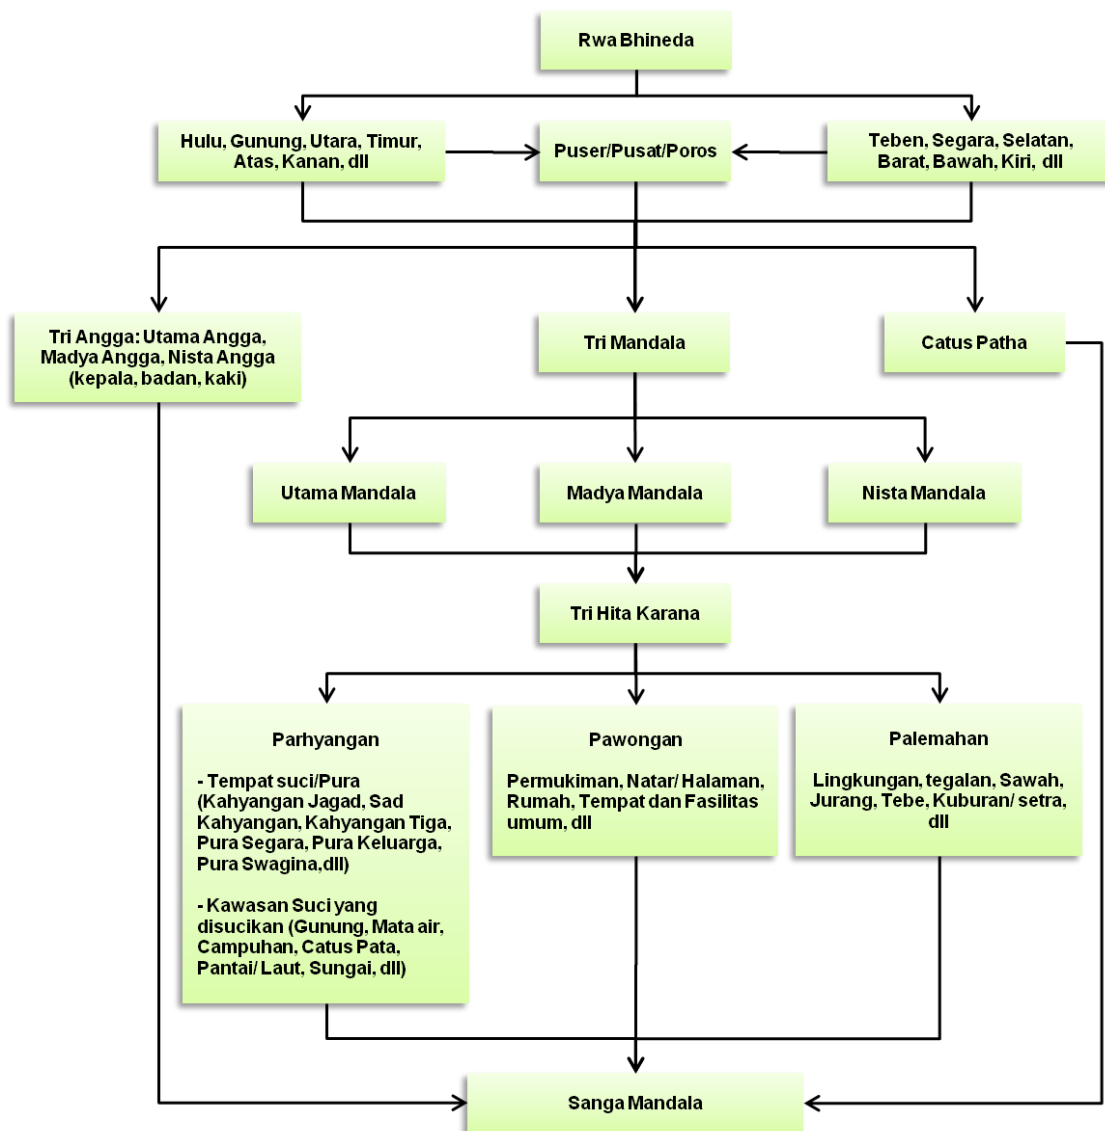 Rwa Bhineda
Hulu, Gunung, Utara, Timur,
Atas, Kanan, dll
Puser/Pusat/Poros
Teben, Segara, Selatan,
Barat, Bawah, Kiri, dll
Tri Angga: Utama Angga,
Madya Angga, Nista Angga
(kepala, badan, kaki)
Tri Mandala
Catus Patha
Utama Mandala
Madya Mandala
Nista Mandala
Tri Hita Karana
Parhyangan
- Tempat suci/Pura
(Kahyangan Jagad, Sad
Kahyangan, Kahyangan Tiga,
Pura Segara, Pura Keluarga,
Pura Swagina,dll)
- Kawasan Suci yang
disucikan (Gunung, Mata air,
Campuhan, Catus Pata,
Pantai/ Laut, Sungai, dll)
Pawongan
Permukiman, Natar/ Halaman,
Rumah, Tempat dan Fasilitas
umum, dll
Palemahan
Lingkungan, tegalan, Sawah,
Jurang, Tebe, Kuburan/ setra,
dll
Sanga Mandala